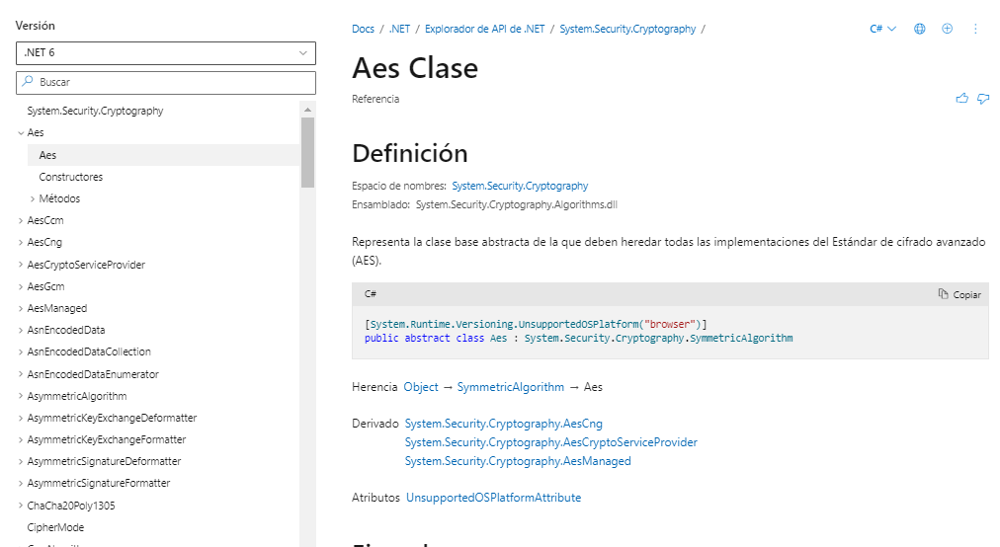 Versión
.NET 6
Buscar
System.Security.Cryptography
Aes
Aes
Constructores
Métodos
AesCcm
AesCng
AesCryptoServiceProvider
AesGcm
AesManaged
AsnEncodedData
AsnEncodedDataCollection
AsnEncodedDataEnumerator
AsymmetricAlgorithm
AsymmetricKeyExchangeDeformatter
AsymmetricKeyExchangeFormatter
AsymmetricSignatureDeformatter
AsymmetricSignatureFormatter
ChaCha20Poly1305
CipherMode
Docs / .NET / Explorador de API de .NET / System.Security.Cryptography /
C#
Aes Clase
Referencia
Definición
Espacio de nombres: System.Security.Cryptography
Ensamblado: System.Security.Cryptography.Algorithms.dll
Representa la clase base abstracta de la que deben heredar todas las implementaciones del Estándar de cifrado avanzado
(AES).
C# Copiar
[System.Runtime.Versioning.UnsupportedOSPlatform("browser")]
public abstract class Aes : System.Security.Cryptography.SymmetricAlgorithm
Herencia Object → SymmetricAlgorithm → Aes
Derivado System.Security.Cryptography.AesCng
System.Security.Cryptography.AesCryptoServiceProvider
System.Security.Cryptography.AesManaged
Atributos UnsupportedOSPlatformAttribute